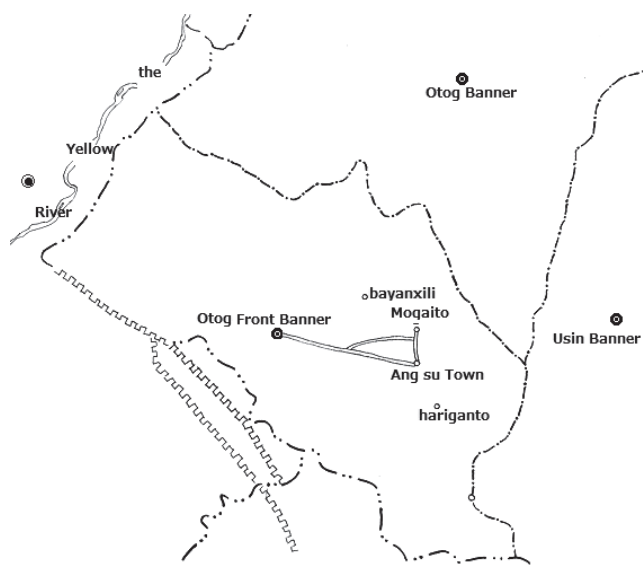 the
Otog Banner
Yellow
River
bayanxili
Moqaito
Otog Front Banner
Usin Banner
Ang su Town
hariganto